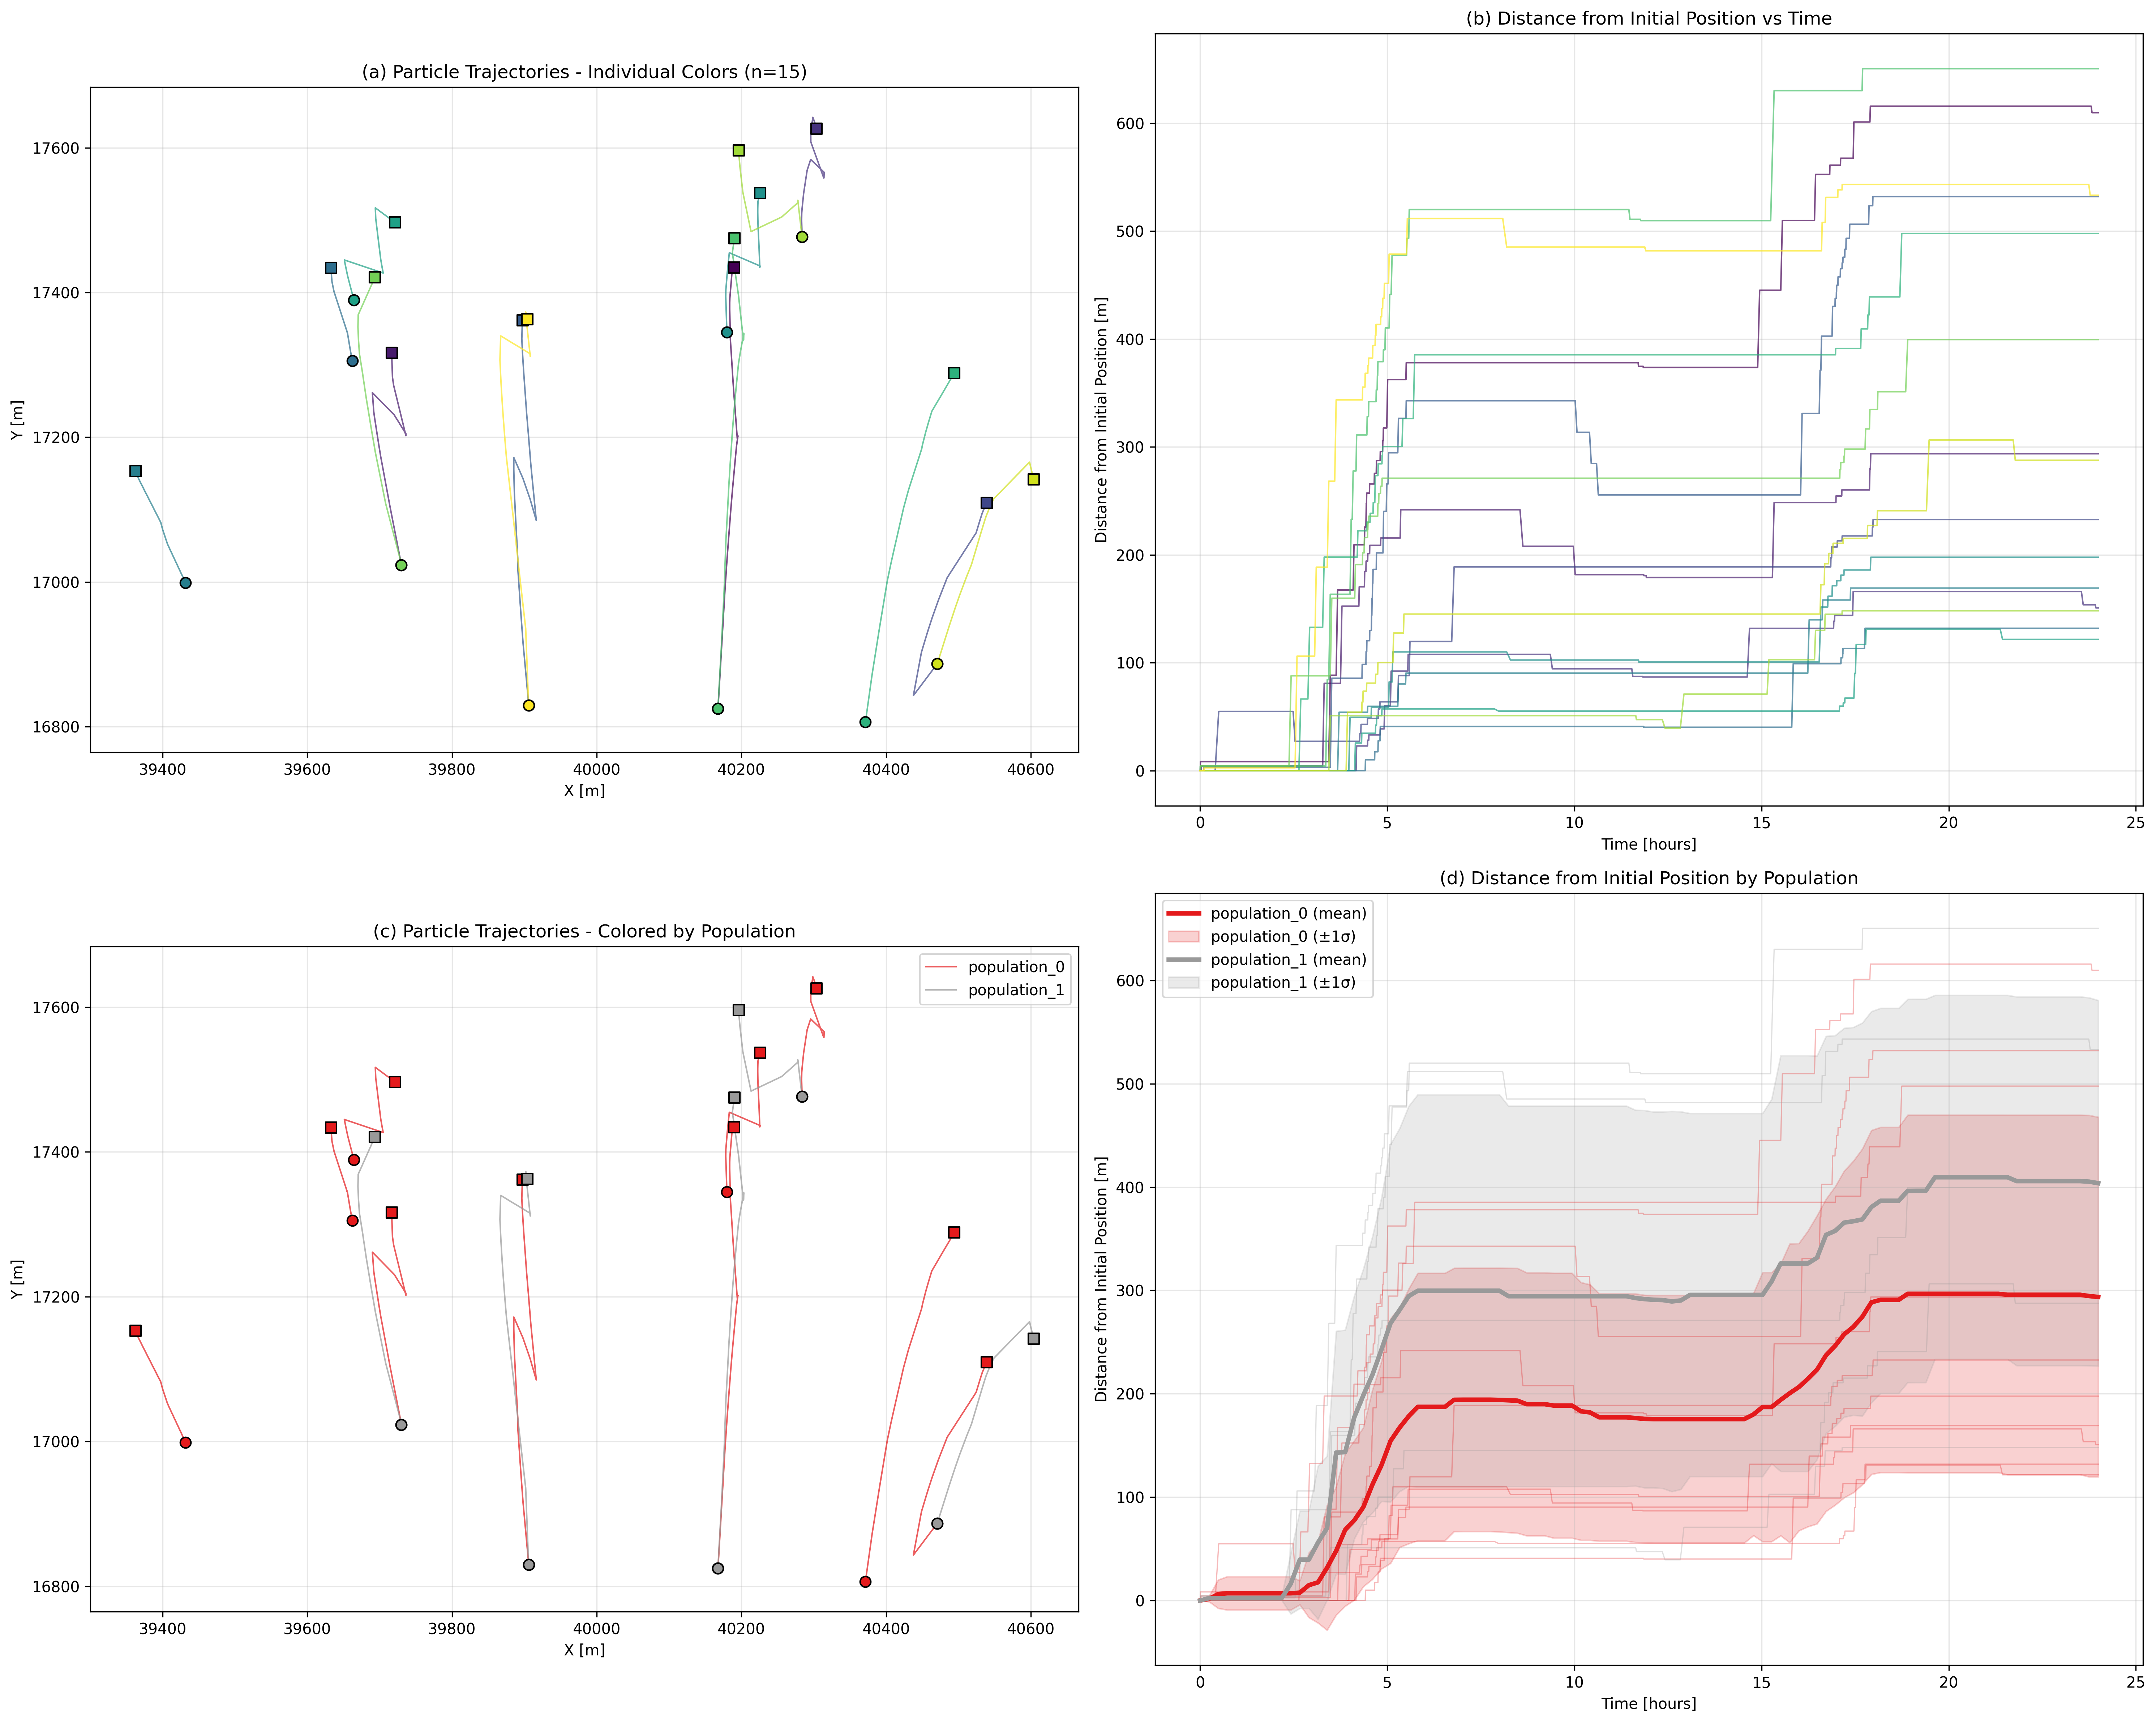 (a) Particle Trajectories - Individual Colors (n=15)
17600
17400
17200
17000
16800
Y [m]
39400 39600 39800 40000 40200 40400 40600
X [m]
(b) Distance from Initial Position vs Time
600
500
400
300
200
100
0
Distance from Initial Position [m]
0 5 10 15 20 25
Time [hours]
(c) Particle Trajectories - Colored by Population
population_0
population_1
17600
17400
17200
17000
16800
Y [m]
39400 39600 39800 40000 40200 40400 40600
X [m]
(d) Distance from Initial Position by Population
population_0 (mean)
population_0 (±1σ)
population_1 (mean)
population_1 (±1σ)
600
500
400
300
200
100
0
Distance from Initial Position [m]
0 5 10 15 20 25
Time [hours]